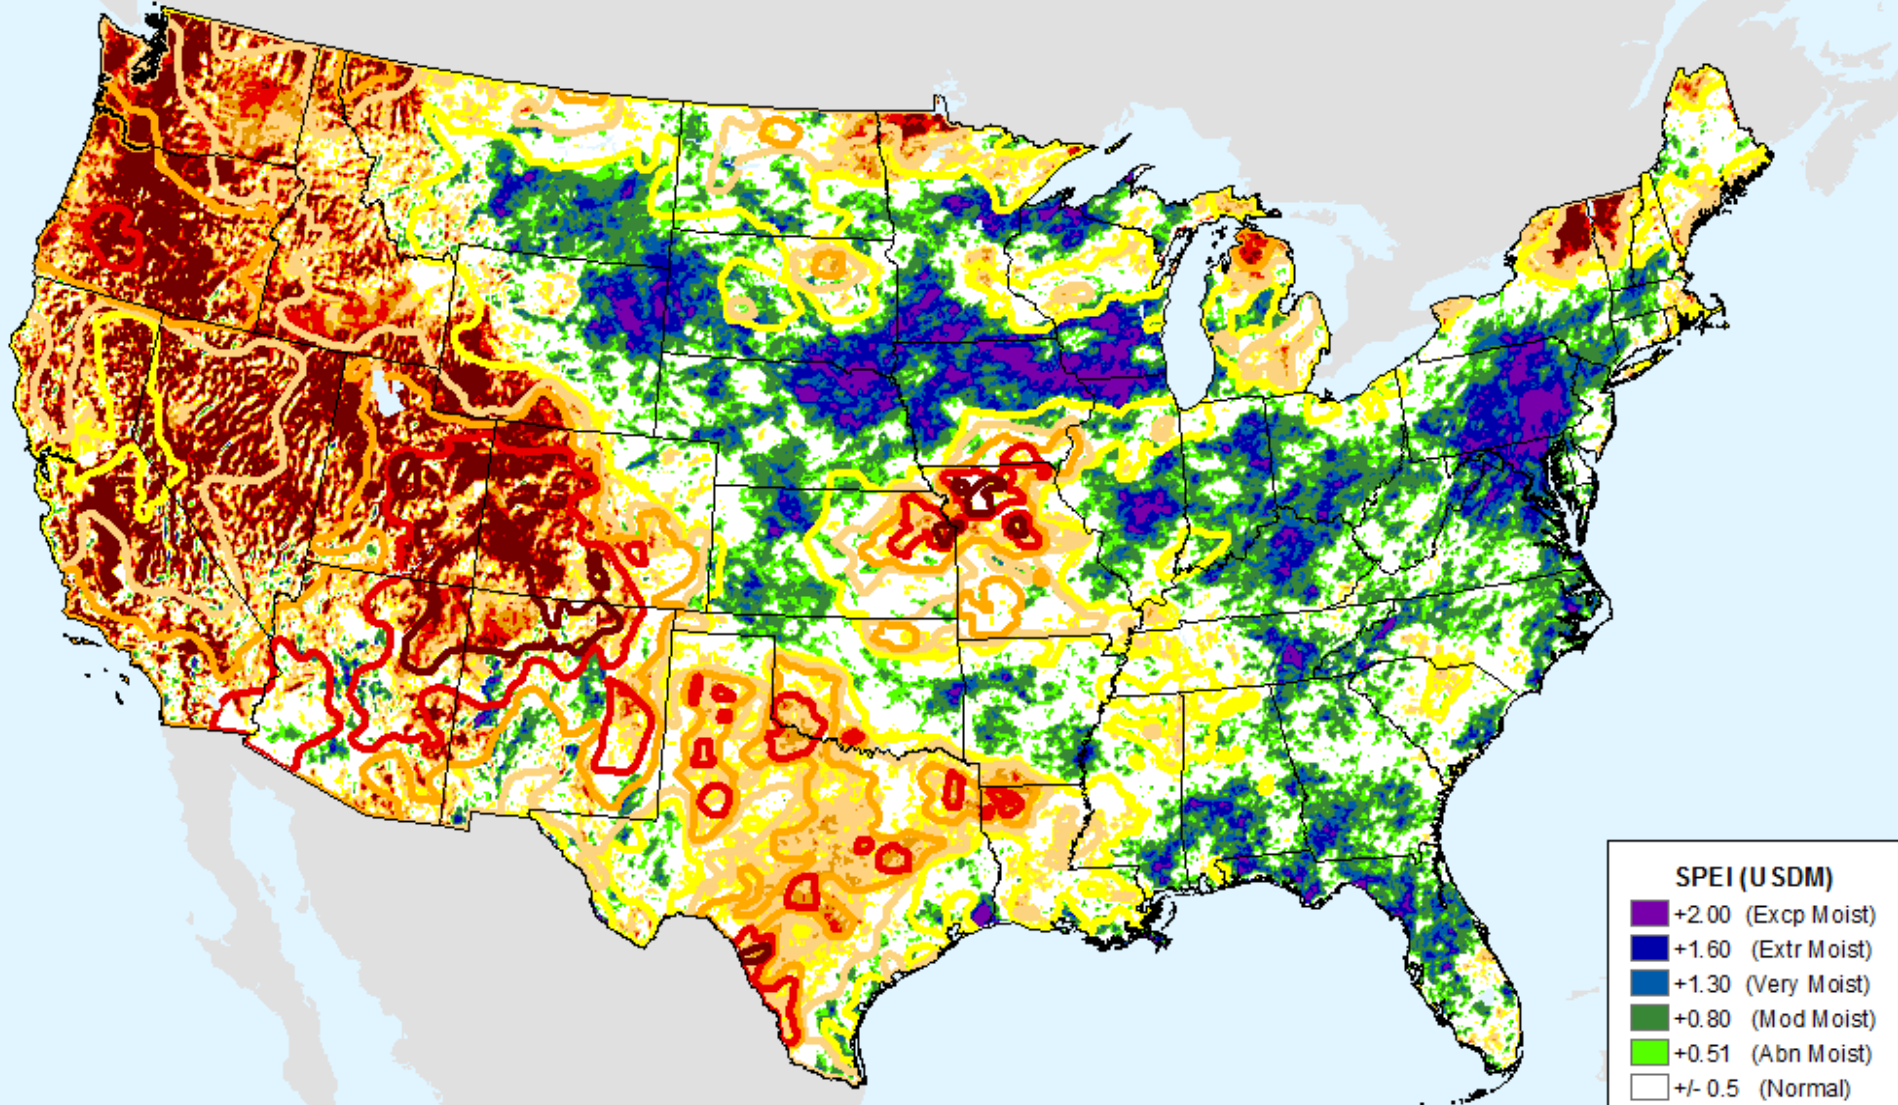 SPEI (USDM)
+2.00 (Excp Moist)
+1.60 (Extr Moist)
+1.30 (Very Moist)
+0.80 (Mod Moist)
+0.51 (Abn Moist)
+/- 0.5 (Normal)